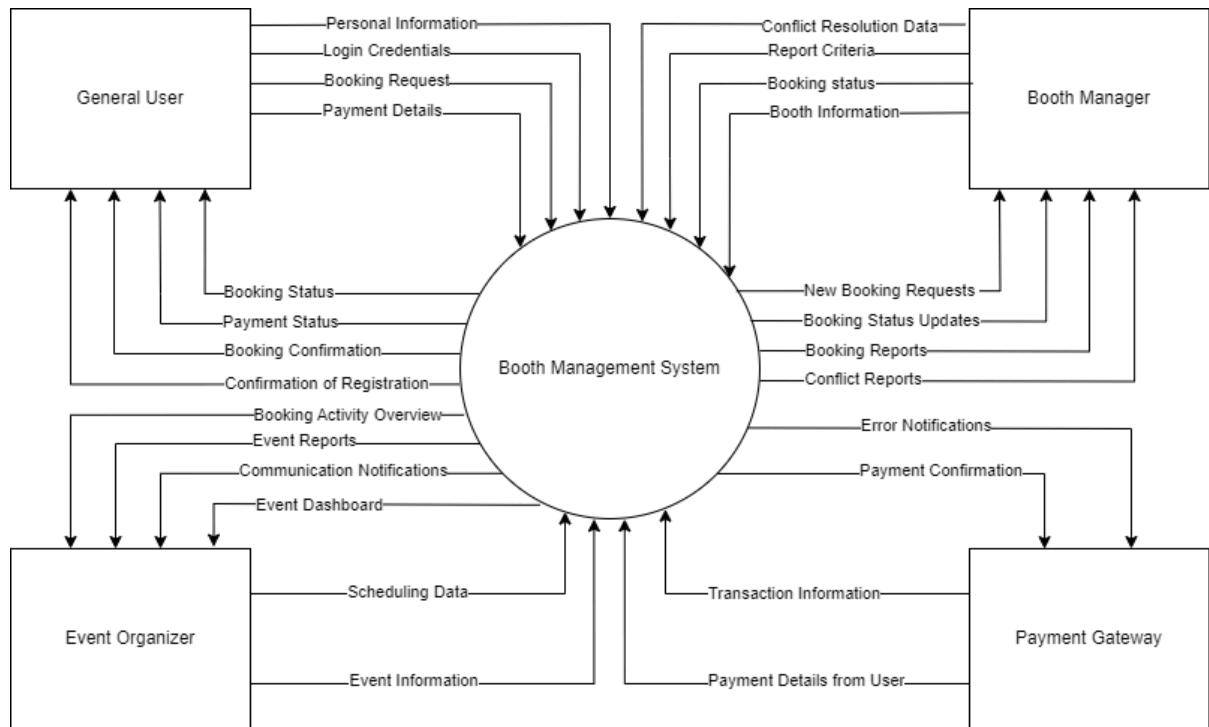 Personal Information
Login Credentials
Booking Request
Payment Details
General User
Conflict Resolution Data
Report Criteria
Booking status
Booth Information
Booth Manager
Booking Status
Payment Status
Booking Confirmation
Confirmation of Registration
New Booking Requests
Booking Status Updates
Booking Reports
Conflict Reports
Booth Management System
Booking Activity Overview
Event Reports
Communication Notifications
Event Dashboard
Error Notifications
Payment Confirmation
Event Organizer
Scheduling Data
Event Information
Transaction Information
Payment Details from User
Payment Gateway